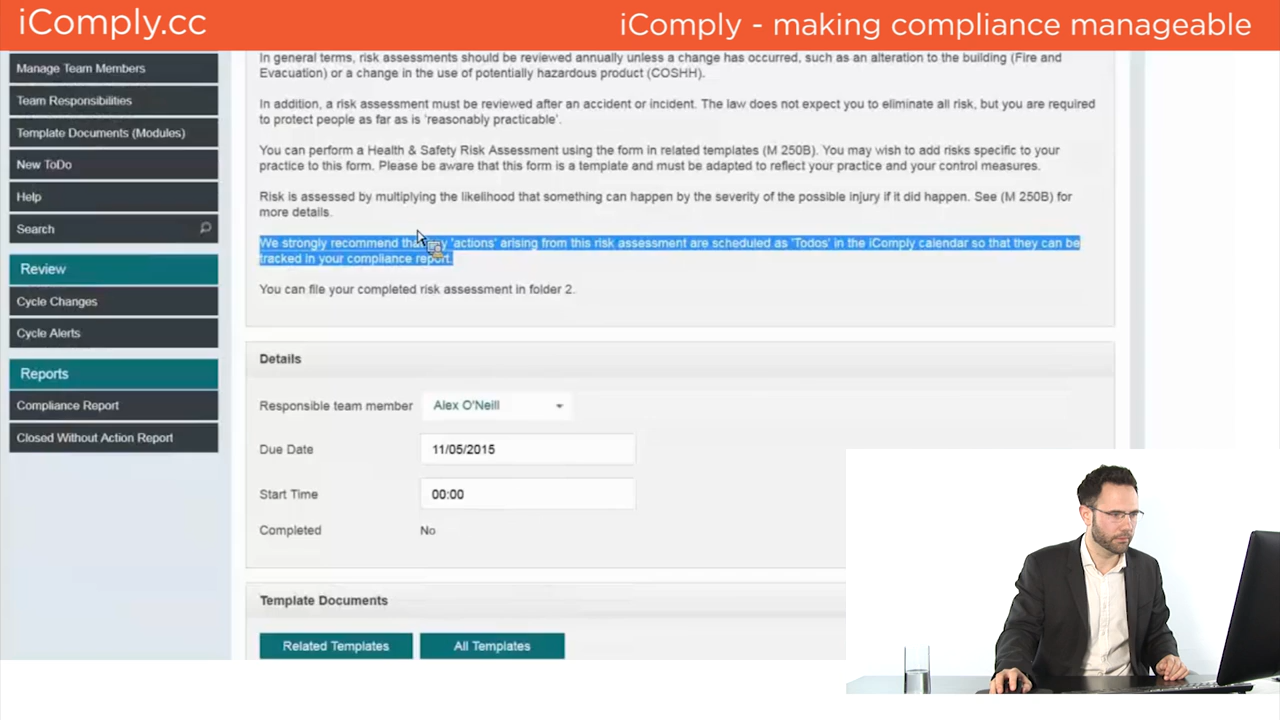 iComply.cc
iComply - making compliance manageable
Manage Team Members
Team Responsibilities
Template Documents (Modules)
New ToDo
Help
Search
Review
Cycle Changes
Cycle Alerts
Reports
Compliance Report
Closed Without Action Report
In general terms, risk assessments should be reviewed annually unless a change has occurred, such as an alteration to the building (Fire and
Evacuation) or a change in the use of potentially hazardous product (COSHH).
In addition, a risk assessment must be reviewed after an accident or incident. The law does not expect you to eliminate all risk, but you are required
to protect people as far as is 'reasonably practicable'.
You can perform a Health & Safety Risk Assessment using the form in related templates (M 250B). You may wish to add risks specific to your
practice to this form. Please be aware that this form is a template and must be adapted to reflect your practice and your control measures.
Risk is assessed by multiplying the likelihood that something can happen by the severity of the possible injury if it did happen. See (M 250B) for
more details.
We strongly recommend 'actions' arising from this risk assessment are scheduled as 'Todos' in the iComply calendar so that they can be
tracked in your compliance report.
You can file your completed risk assessment in folder 2.
Details
Responsible team member Alex O'Neill
Due Date 11/05/2015
Start Time 00:00
Completed No
Template Documents
Related Templates All Templates